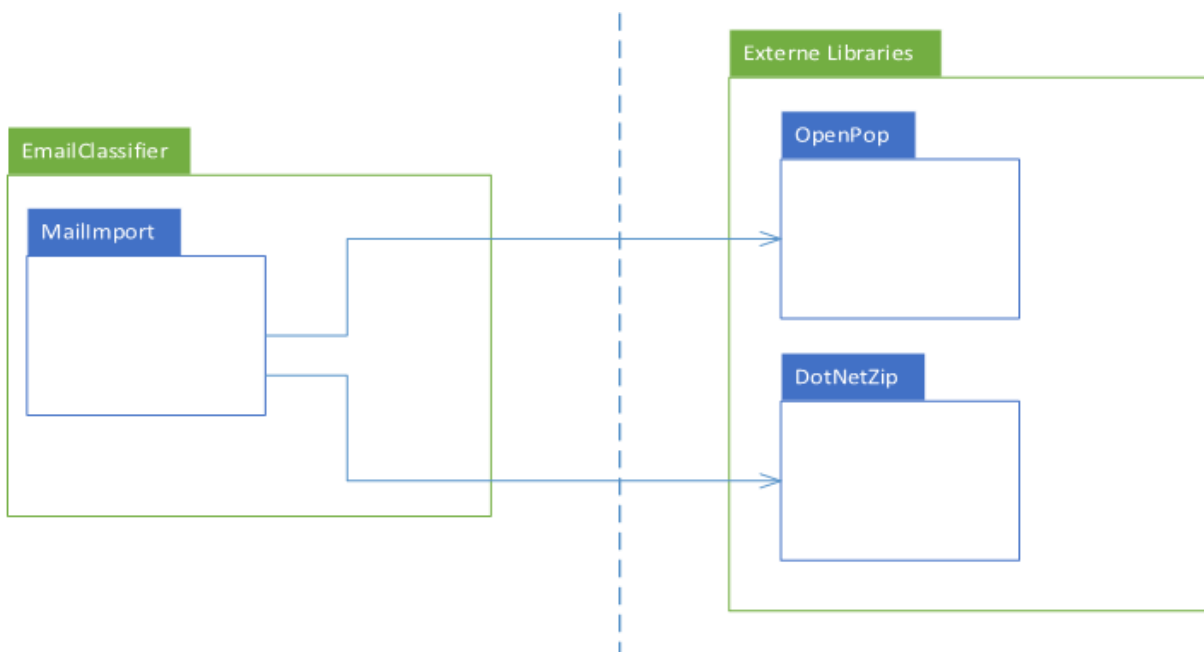 EmailClassifier
MailImport
Externe Libraries
OpenPop
DotNetZip